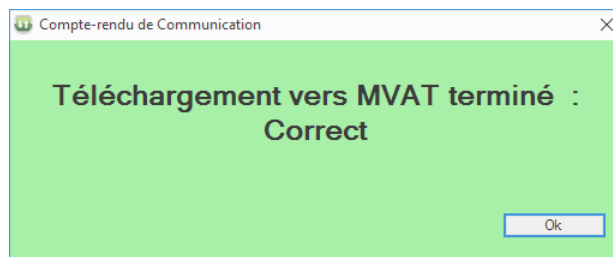 Compte-rendu de Communication
Téléchargement vers MVAT terminé :
Correct
Ok